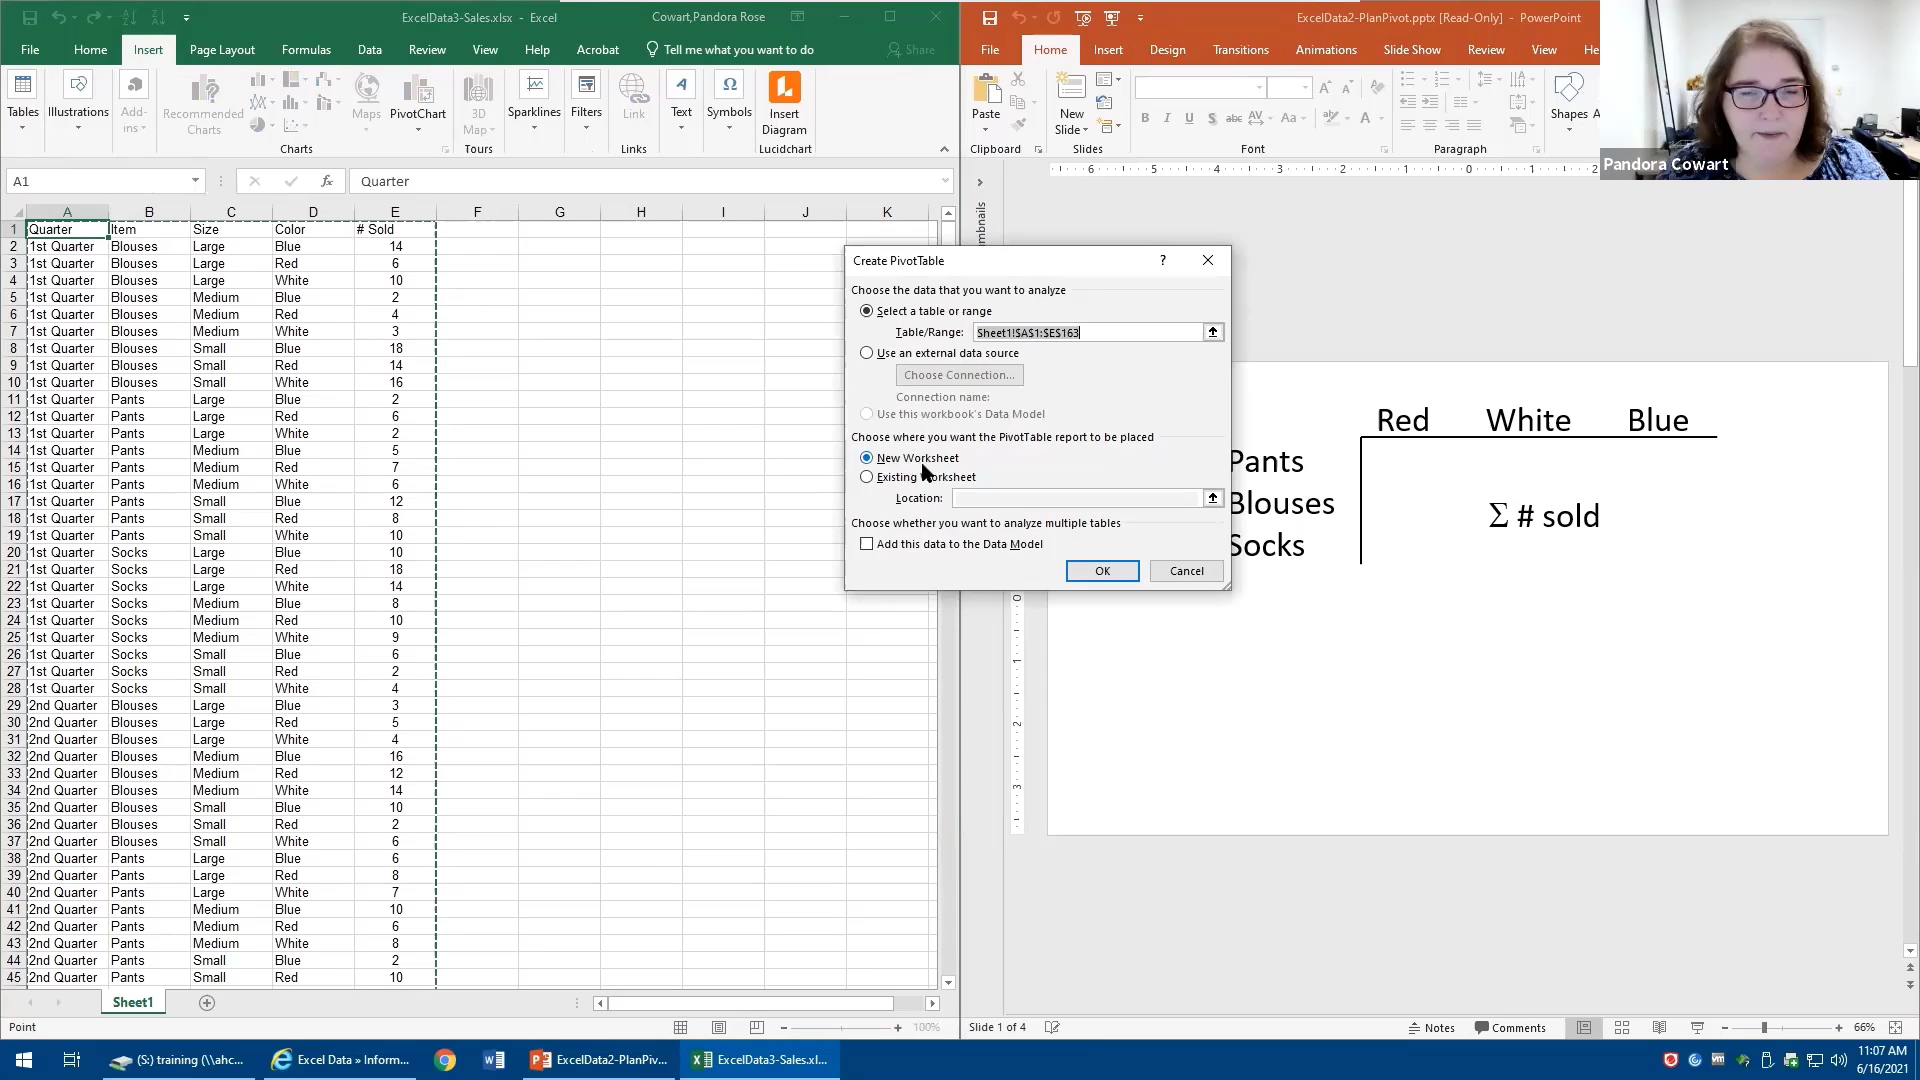 ExcelData3-Sales.xlsx - Excel
Cowart,Pandora Rose
File Home Insert Page Layout Formulas Data Review View Help Acrobat Tell me what you want to do Share
Tables
Illustrations
Add-ins
Recommended Charts
Maps
PivotChart
3D Map
Sparklines
Filters
Link
Text
Symbols
Insert Diagram
Charts Tours Links Lucidchart
A1 fx Quarter
A B C D E F G H I J K
1 Quarter Item Size Color # Sold
2 1st Quarter Blouses Large Blue 14
3 1st Quarter Blouses Large Red 6
4 1st Quarter Blouses Large White 10
5 1st Quarter Blouses Medium Blue 2
6 1st Quarter Blouses Medium Red 4
7 1st Quarter Blouses Medium White 3
8 1st Quarter Blouses Small Blue 18
9 1st Quarter Blouses Small Red 14
10 1st Quarter Blouses Small White 16
11 1st Quarter Pants Large Blue 2
12 1st Quarter Pants Large Red 6
13 1st Quarter Pants Large White 2
14 1st Quarter Pants Medium Blue 5
15 1st Quarter Pants Medium Red 7
16 1st Quarter Pants Medium White 6
17 1st Quarter Pants Small Blue 12
18 1st Quarter Pants Small Red 8
19 1st Quarter Pants Small White 10
20 1st Quarter Socks Large Blue 10
21 1st Quarter Socks Large Red 18
22 1st Quarter Socks Large White 14
23 1st Quarter Socks Medium Blue 8
24 1st Quarter Socks Medium Red 10
25 1st Quarter Socks Medium White 9
26 1st Quarter Socks Small Blue 6
27 1st Quarter Socks Small Red 2
28 1st Quarter Socks Small White 4
29 2nd Quarter Blouses Large Blue 3
30 2nd Quarter Blouses Large Red 5
31 2nd Quarter Blouses Large White 4
32 2nd Quarter Blouses Medium Blue 16
33 2nd Quarter Blouses Medium Red 12
34 2nd Quarter Blouses Medium White 14
35 2nd Quarter Blouses Small Blue 10
36 2nd Quarter Blouses Small Red 2
37 2nd Quarter Blouses Small White 6
38 2nd Quarter Pants Large Blue 6
39 2nd Quarter Pants Large Red 8
40 2nd Quarter Pants Large White 7
41 2nd Quarter Pants Medium Blue 10
42 2nd Quarter Pants Medium Red 6
43 2nd Quarter Pants Medium White 8
44 2nd Quarter Pants Small Blue 2
45 2nd Quarter Pants Small Red 10
Sheet1
Point
100%
Create PivotTable ?
Choose the data that you want to analyze
Select a table or range
Table/Range: Sheet1!$A$1:$E$163
Use an external data source
Choose Connection...
Connection name:
Use this workbook's Data Model
Choose where you want the PivotTable report to be placed
New Worksheet
Existing Worksheet
Location:
Choose whether you want to analyze multiple tables
Add this data to the Data Model
OK Cancel
ExcelData2-PlanPivot.pptx [Read-Only] - PowerPoint
File Home Insert Design Transitions Animations Slide Show Review View He
Paste
New Slide
B I U S abc AV Aa A
Shapes A
Clipboard Slides Font Paragraph
Pandora Cowart
6 5 4 3 2 1 0 1 2
mbnails
Red White Blue
Pants
Blouses
Socks
Σ # sold
0
1
2
3
Slide 1 of 4 Notes Comments 66%
(S:) training (\\ahc...
Excel Data » Inform...
ExcelData2-PlanPiv...
ExcelData3-Sales.xl...
11:07 AM
6/16/2021